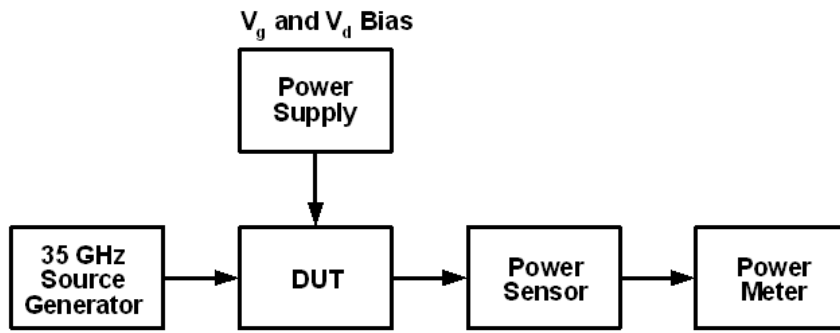 Vg and Vd Bias
Power
Supply
35 GHz
Source
Generator
DUT
Power
Sensor
Power
Meter